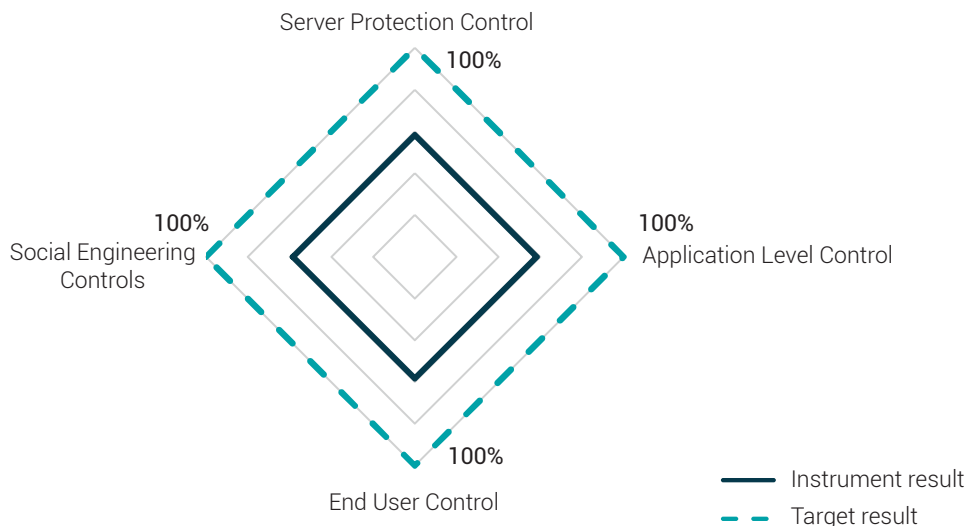 Server Protection Control
100%
100%
100%
Social Engineering
Controls
Application Level Control
100%
End User Control
Instrument result
Target result